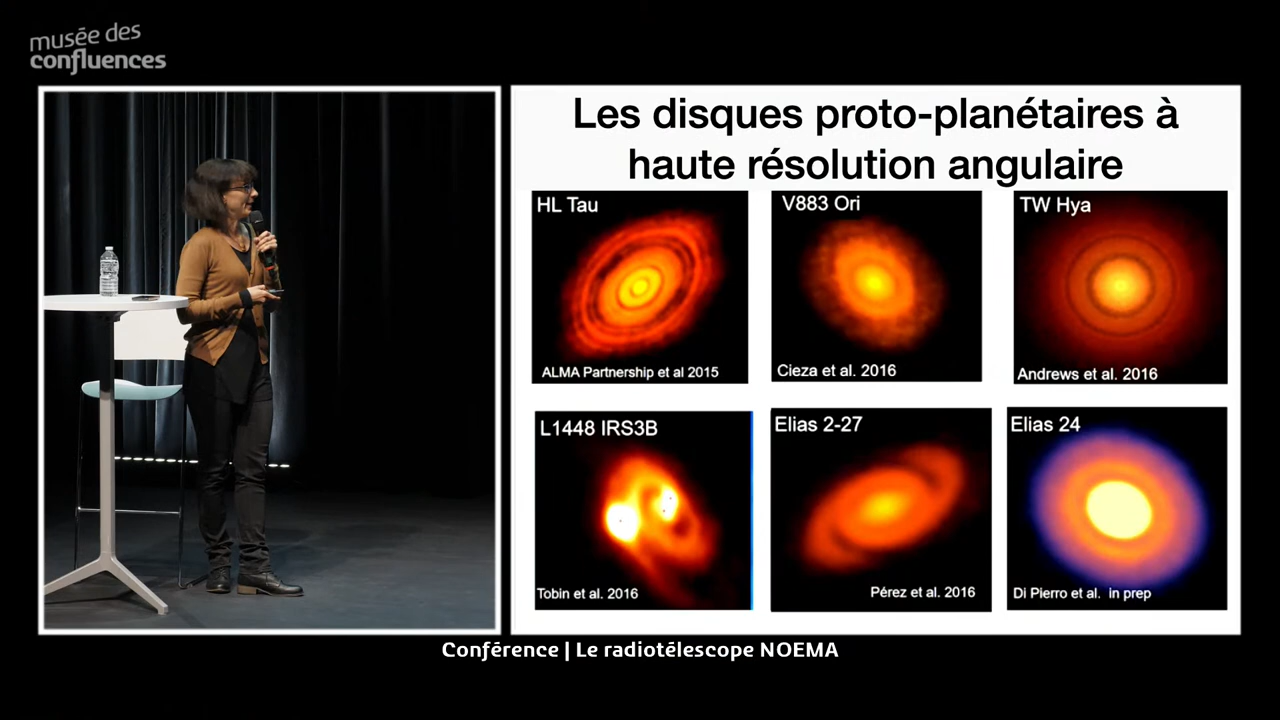 musée des
confluences
Les disques proto-planétaires à
haute résolution angulaire
HL Tau
ALMA Partnership et al 2015
V883 Ori
Cieza et al. 2016
TW Hya
Andrews et al. 2016
L1448 IRS3B
Tobin et al. 2016
Elias 2-27
Pérez et al. 2016
Elias 24
Di Pierro et al. in prep
Conférence | Le radiotélescope NOEMA